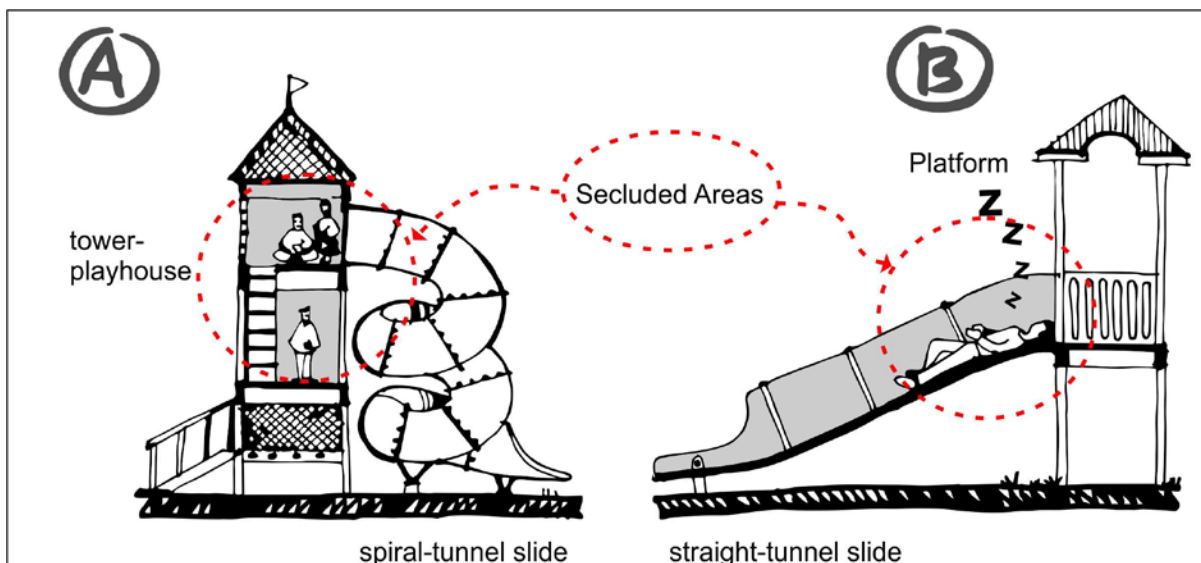 A
B
Platform
Z
Z
Z
Z
Secluded Areas
tower-
playhouse
spiral-tunnel slide
straight-tunnel slide